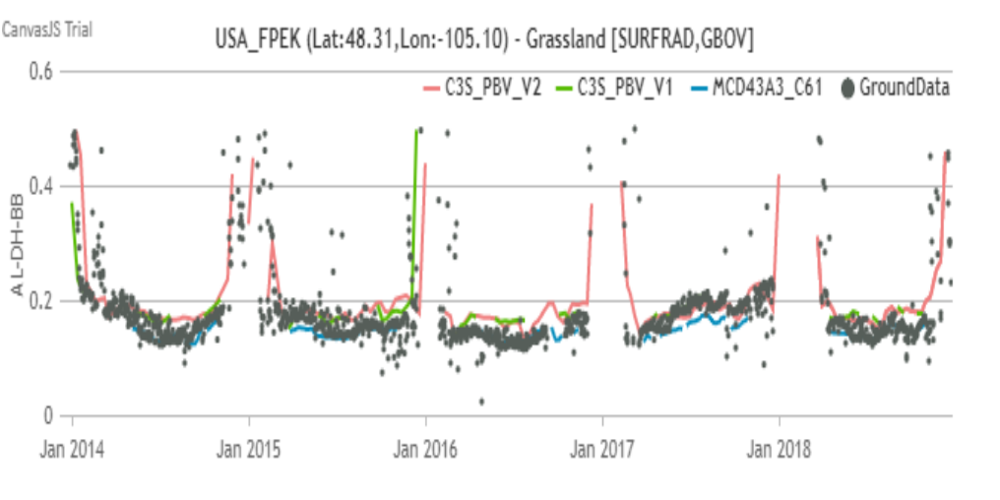 CanvasJS Trial
USA_FPEK (Lat:48.31,Lon:-105.10) - Grassland [SURFRAD,GBOV]
0.6
C3S_PBV_V2 C3S_PBV_V1 MCD43A3_C61 GroundData
0.4
AL-DH-BB
0.2
0
Jan 2014 Jan 2015 Jan 2016 Jan 2017 Jan 2018